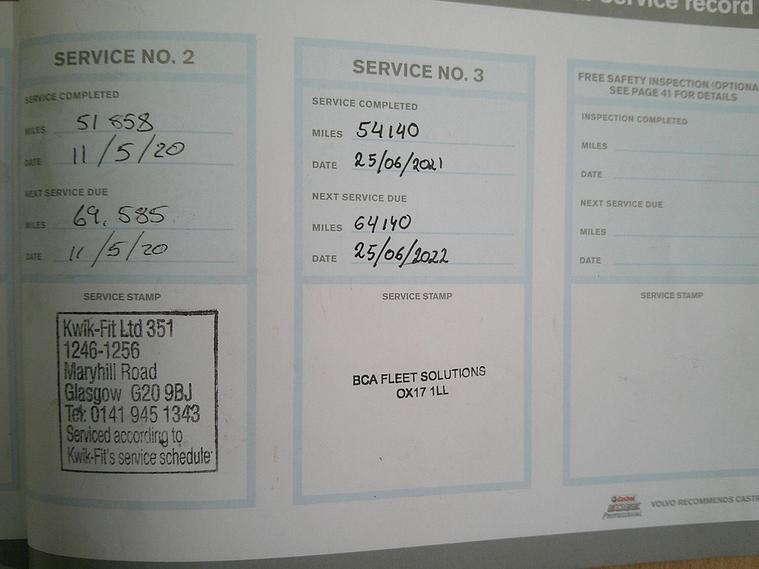 service record
SERVICE NO. 2
SERVICE COMPLETED
MILES 51 858
DATE 11/5/20
NEXT SERVICE DUE
MILES 69,585
DATE 11/5/20
SERVICE STAMP
Kwik-Fit Ltd 351
1246-1256
Maryhill Road
Glasgow G20 9BJ
Tel: 0141 945 1343
Serviced according to
Kwik-Fit's service schedule
SERVICE NO. 3
SERVICE COMPLETED
MILES 54140
DATE 25/06/2021
NEXT SERVICE DUE
MILES 64140
DATE 25/06/2022
SERVICE STAMP
BCA FLEET SOLUTIONS
OX17 1LL
FREE SAFETY INSPECTION (OPTIONA
SEE PAGE 41 FOR DETAILS
INSPECTION COMPLETED
MILES
DATE
NEXT SERVICE DUE
MILES
DATE
SERVICE STAMP
Castrol
EDGE
PROFESSIONAL
VOLVO RECOMMENDS CASTR